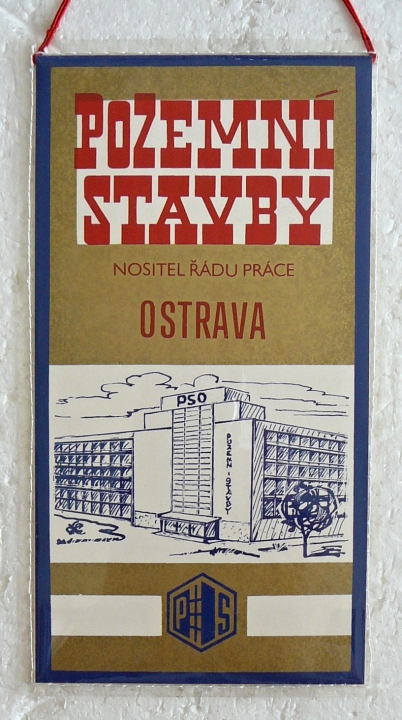 POZEMNÍ
STAVBY
NOSITEL ŘÁDU PRÁCE
OSTRAVA
PSO
POZEMNÍ STAVBY
PS